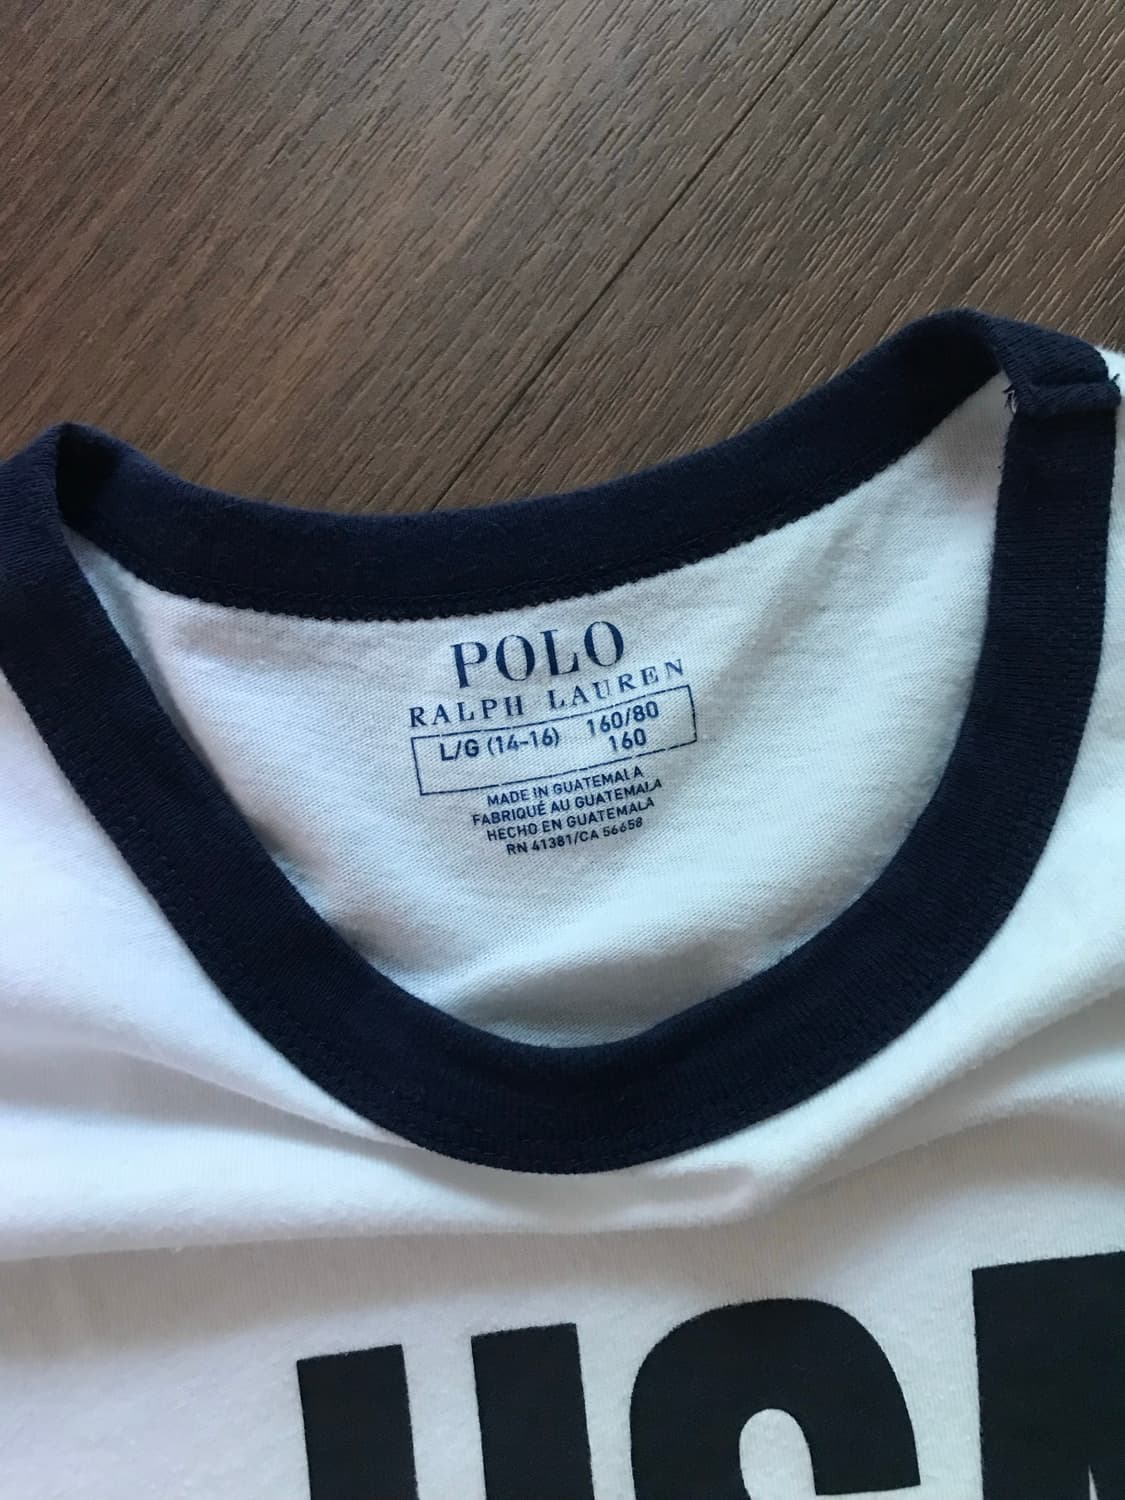 POLO
RALPH LAUREN
L/G (14-16) 160/80
160
MADE IN GUATEMALA
FABRIQUÉ AU GUATEMALA
HECHO EN GUATEMALA
RN 41381/CA 56658
USA